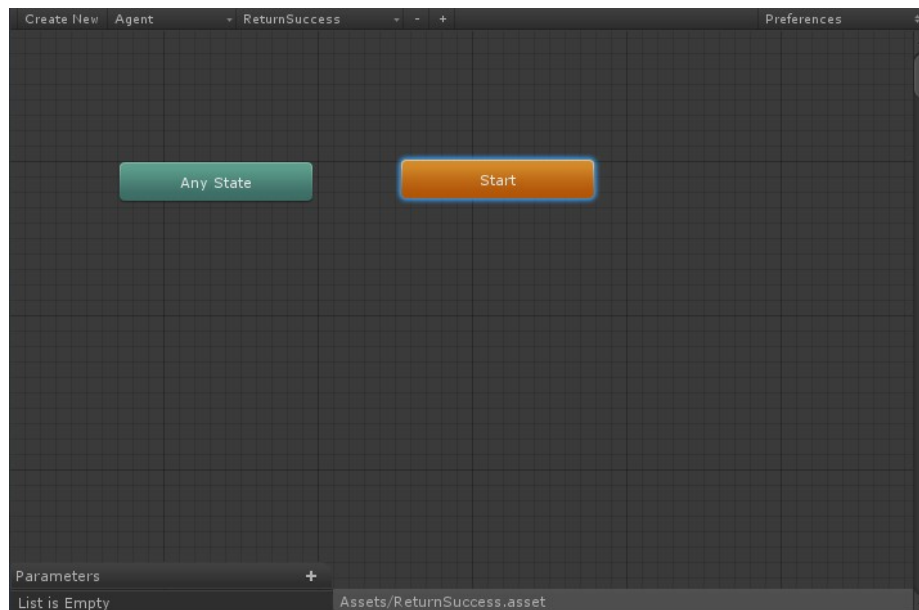 Create New Agent ReturnSuccess - + Preferences
Any State Start
Parameters +
List is Empty Assets/ReturnSuccess.asset